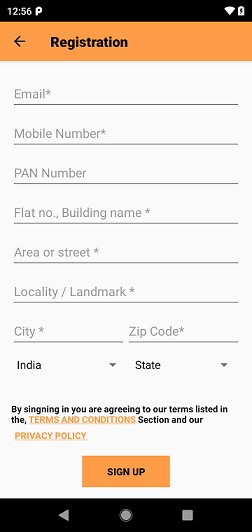 12:56
Registration
Email*
Mobile Number*
PAN Number
Flat no., Building name *
Area or street *
Locality / Landmark *
City * Zip Code*
India State
By singning in you are agreeing to our terms listed in
the, TERMS AND CONDITIONS Section and our
PRIVACY POLICY
SIGN UP